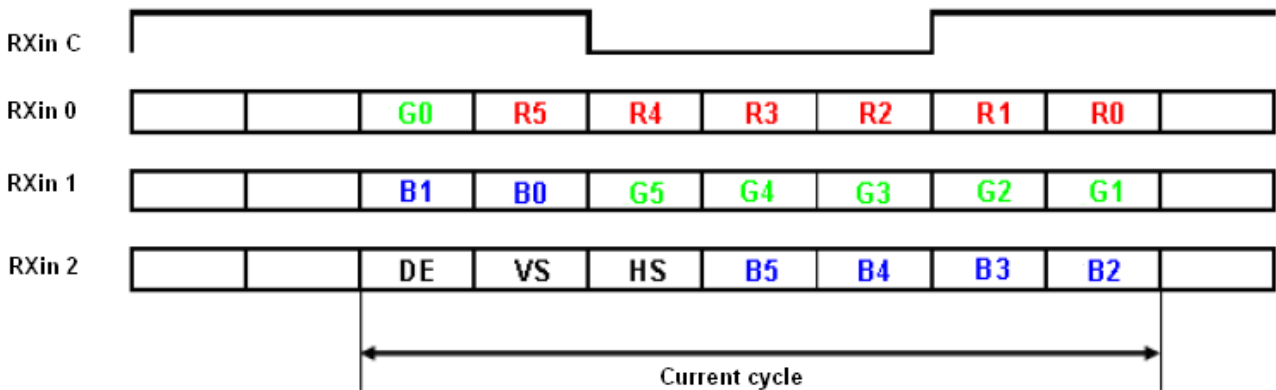 RXin C
RXin 0 G0 R5 R4 R3 R2 R1 R0
RXin 1 B1 B0 G5 G4 G3 G2 G1
RXin 2 DE VS HS B5 B4 B3 B2
Current cycle